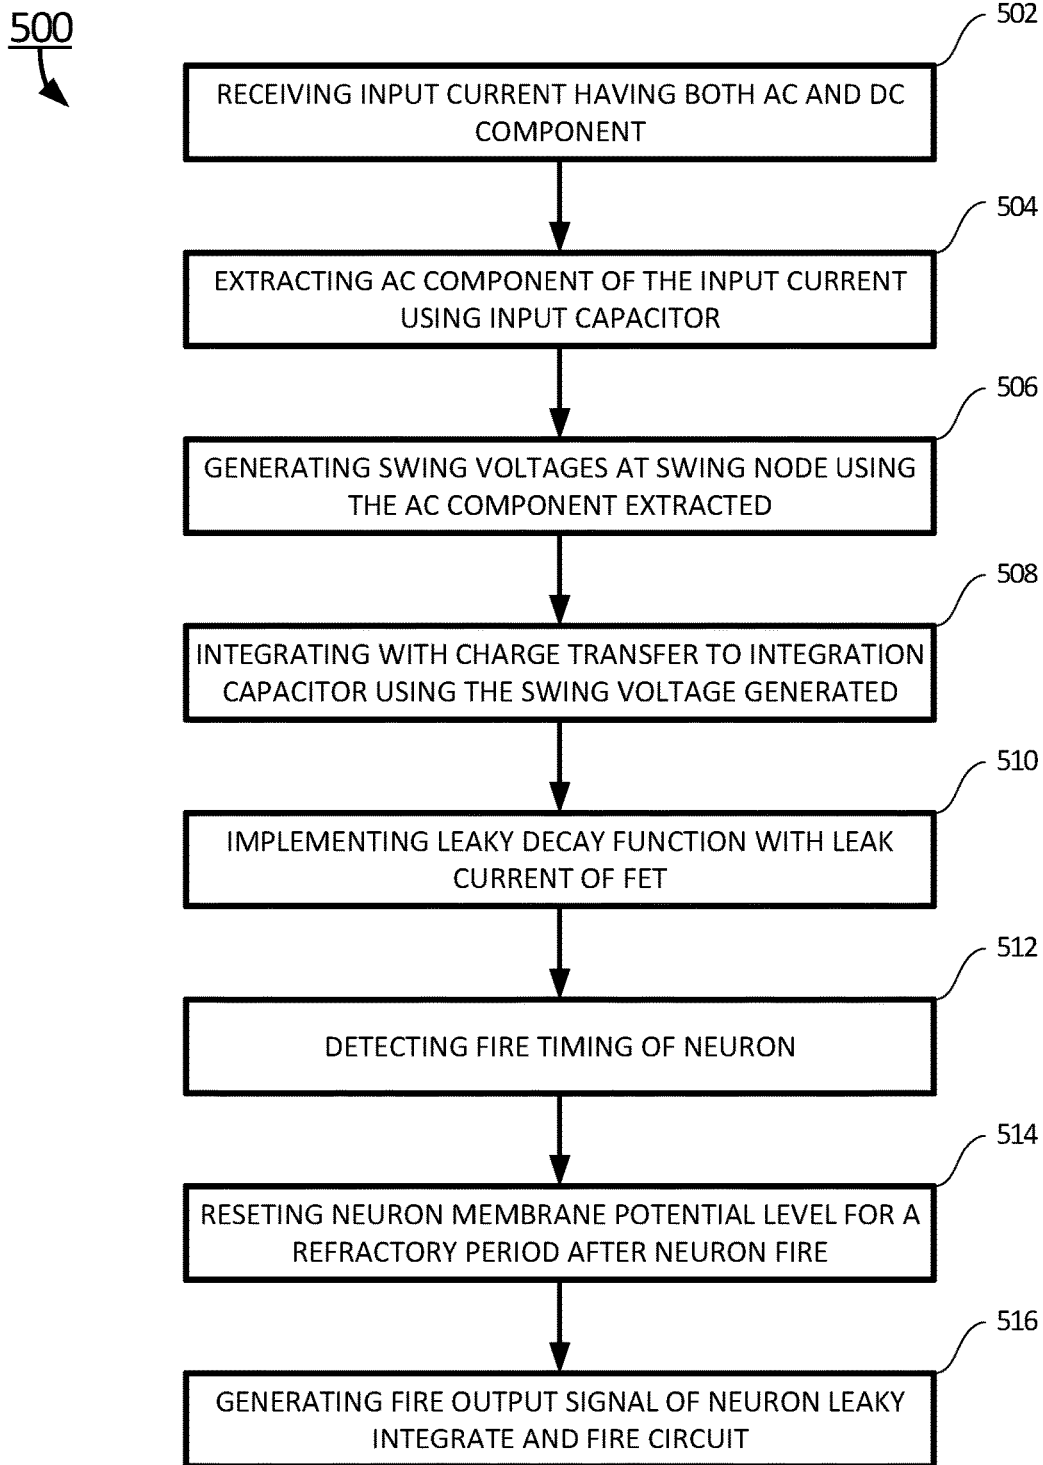 500
502
RECEIVING INPUT CURRENT HAVING BOTH AC AND DC
COMPONENT
504
EXTRACTING AC COMPONENT OF THE INPUT CURRENT
USING INPUT CAPACITOR
506
GENERATING SWING VOLTAGES AT SWING NODE USING
THE AC COMPONENT EXTRACTED
508
INTEGRATING WITH CHARGE TRANSFER TO INTEGRATION
CAPACITOR USING THE SWING VOLTAGE GENERATED
510
IMPLEMENTING LEAKY DECAY FUNCTION WITH LEAK
CURRENT OF FET
512
DETECTING FIRE TIMING OF NEURON
514
RESETING NEURON MEMBRANE POTENTIAL LEVEL FOR A
REFRACTORY PERIOD AFTER NEURON FIRE
516
GENERATING FIRE OUTPUT SIGNAL OF NEURON LEAKY
INTEGRATE AND FIRE CIRCUIT